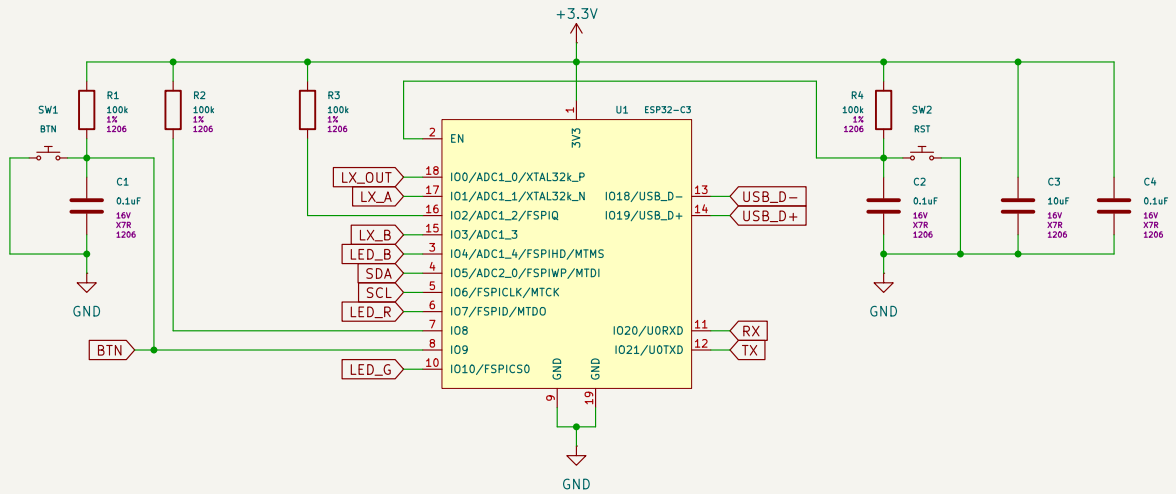 +3.3V
SW1
BTN
R1
100k
1%
1206
R2
100k
1%
1206
R3
100k
1%
1206
U1 ESP32-C3
R4
100k
1%
1206
SW2
RST
1
3V3
2 EN
LX_OUT 18 IO0/ADC1_0/XTAL32k_P
LX_A 17 IO1/ADC1_1/XTAL32k_N
16 IO2/ADC1_2/FSPIQ
LX_B 15 IO3/ADC1_3
LED_B 3 IO4/ADC1_4/FSPIHD/MTMS
SDA 4 IO5/ADC2_0/FSPIWP/MTDI
SCL 5 IO6/FSPICLK/MTCK
LED_R 6 IO7/FSPID/MTDO
7 IO8
BTN 8 IO9
LED_G 10 IO10/FSPICS0
IO18/USB_D- 13 USB_D-
IO19/USB_D+ 14 USB_D+
IO20/U0RXD 11 RX
IO21/U0TXD 12 TX
GND
9
GND
19
GND
C1
0.1uF
16V
X7R
1206
GND
C2
0.1uF
16V
X7R
1206
GND
C3
10uF
16V
X7R
1206
C4
0.1uF
16V
X7R
1206